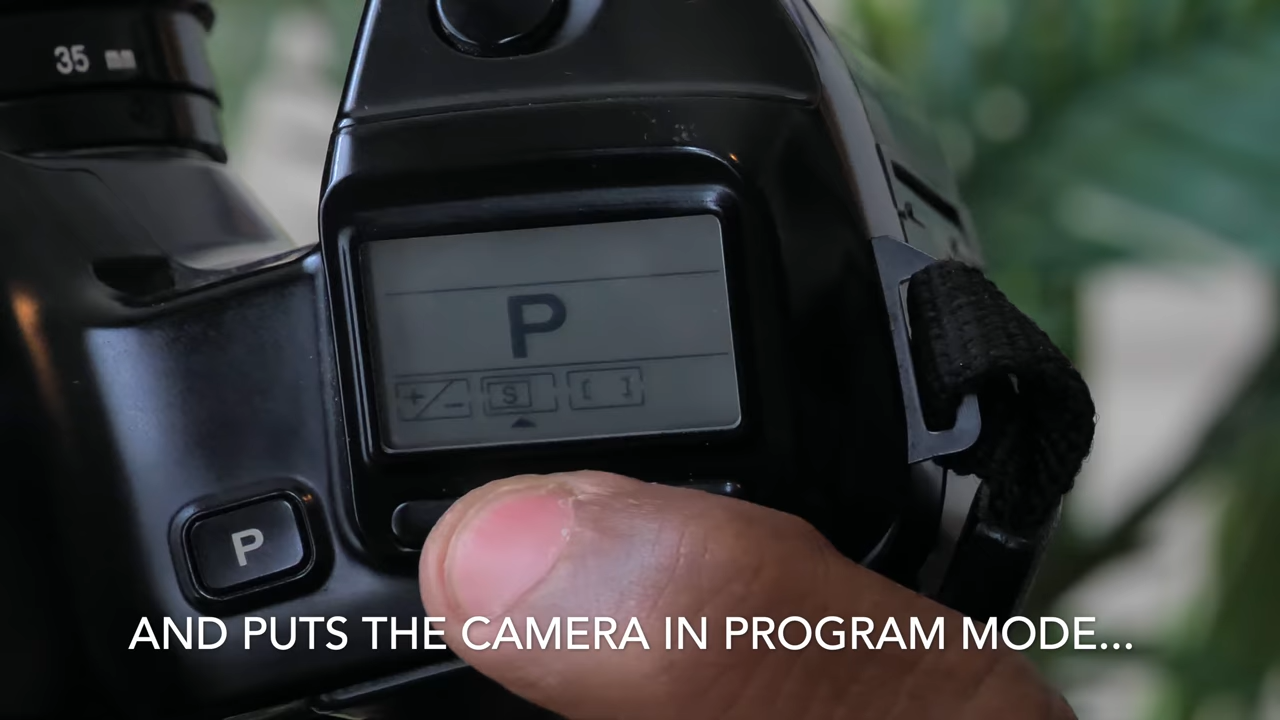 35 mm
P
+/- S [ ]
P
AND PUTS THE CAMERA IN PROGRAM MODE...